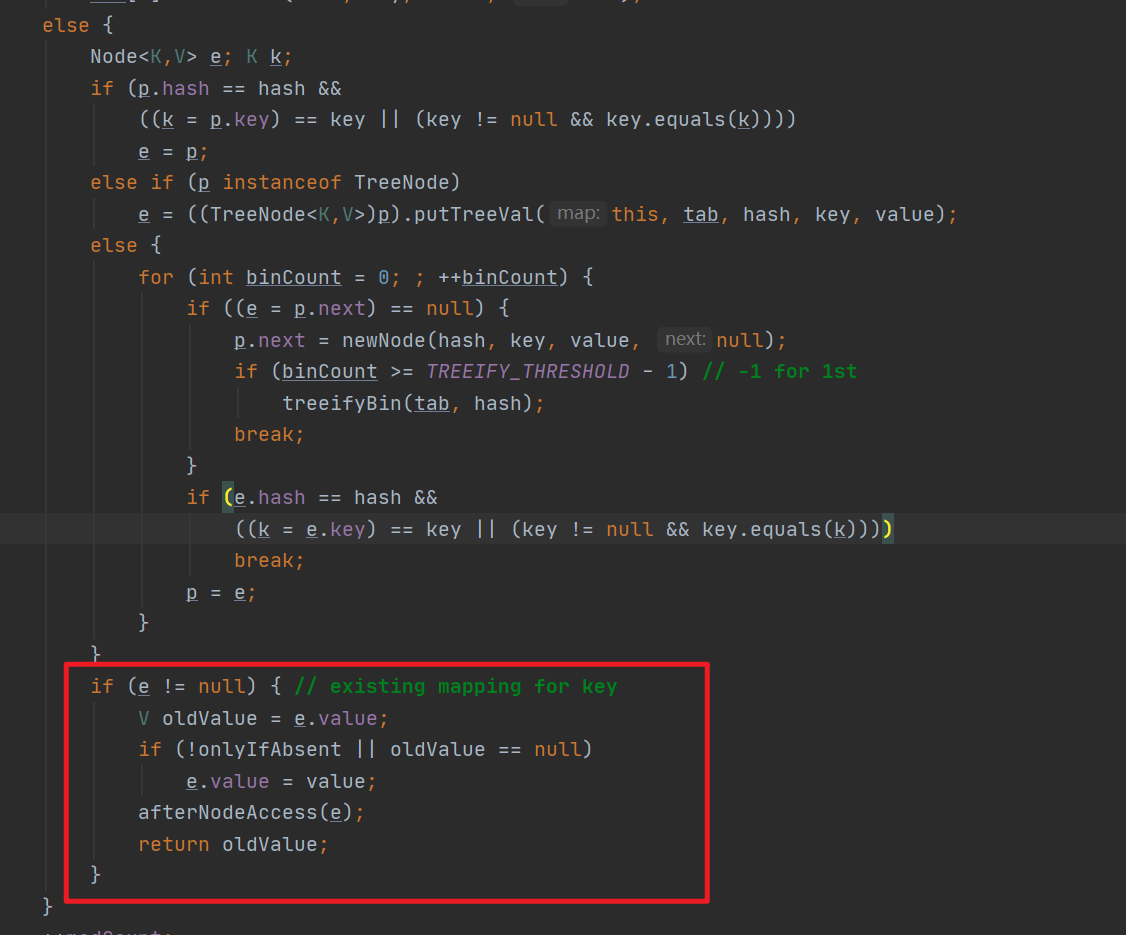 else {
Node<K,V> e; K k;
if (p.hash == hash &&
((k = p.key) == key || (key != null && key.equals(k))))
e = p;
else if (p instanceof TreeNode)
e = ((TreeNode<K,V>)p).putTreeVal( map: this, tab, hash, key, value);
else {
for (int binCount = 0; ; ++binCount) {
if ((e = p.next) == null) {
p.next = newNode(hash, key, value, next: null);
if (binCount >= TREEIFY_THRESHOLD - 1) // -1 for 1st
treeifyBin(tab, hash);
break;
}
if (e.hash == hash &&
((k = e.key) == key || (key != null && key.equals(k))))
break;
p = e;
}
}
if (e != null) { // existing mapping for key
V oldValue = e.value;
if (!onlyIfAbsent || oldValue == null)
e.value = value;
afterNodeAccess(e);
return oldValue;
}
}